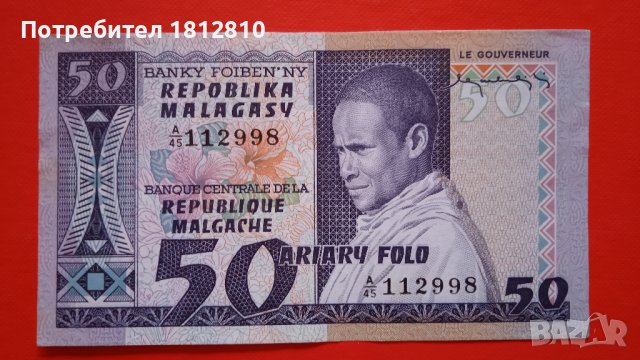 Потребител 1812810
50
BANKY FOIBEN'NY
REPOBLIKA
MALAGASY
A/45 112998
BANQUE CENTRALE DE LA
REPUBLIQUE
MALGACHE
50 ARIARY FOLO
LE GOUVERNEUR
50
A/45 112998
50
BAZAR